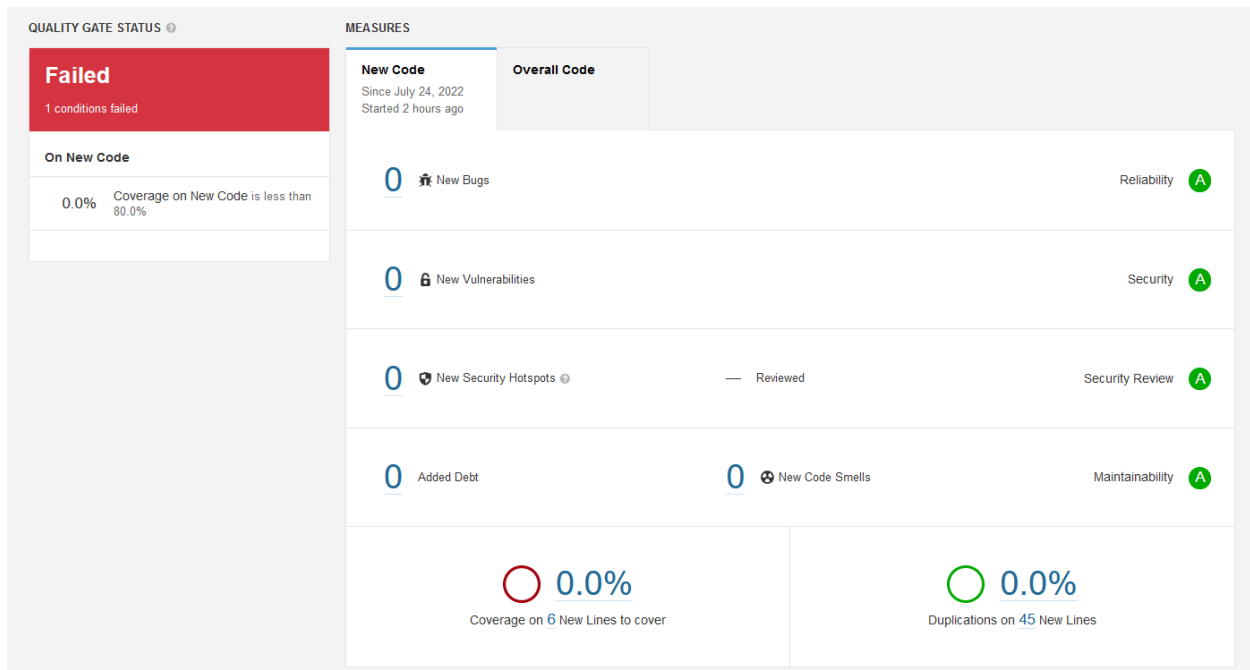 QUALITY GATE STATUS ?
MEASURES
Failed
1 conditions failed
On New Code
0.0%
Coverage on New Code is less than
80.0%
New Code
Since July 24, 2022
Started 2 hours ago
Overall Code
0 New Bugs
Reliability A
0 New Vulnerabilities
Security A
0 New Security Hotspots ?
— Reviewed
Security Review A
0 Added Debt
0 New Code Smells
Maintainability A
0.0%
Coverage on 6 New Lines to cover
0.0%
Duplications on 45 New Lines